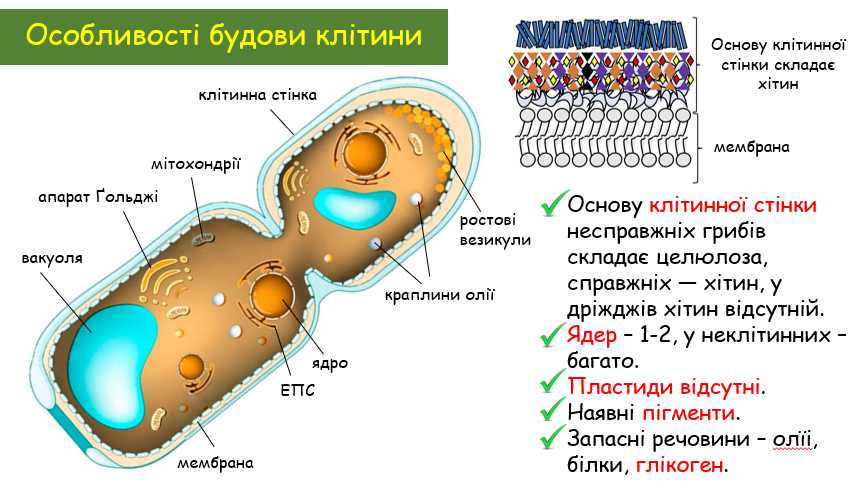 Особливості будови клітини
клітинна стінка
мітохондрії
апарат Ґольджі
вакуоля
ростові
везикули
краплини олії
ядро
ЕПС
мембрана
Основу клітинної
стінки складає
хітин
мембрана
Основу клітинної стінки
несправжніх грибів
складає целюлоза,
справжніх — хітин, у
дріжджів хітин відсутній.
Ядер – 1-2, у неклітинних –
багато.
Пластиди відсутні.
Наявні пігменти.
Запасні речовини – олії,
білки, глікоген.